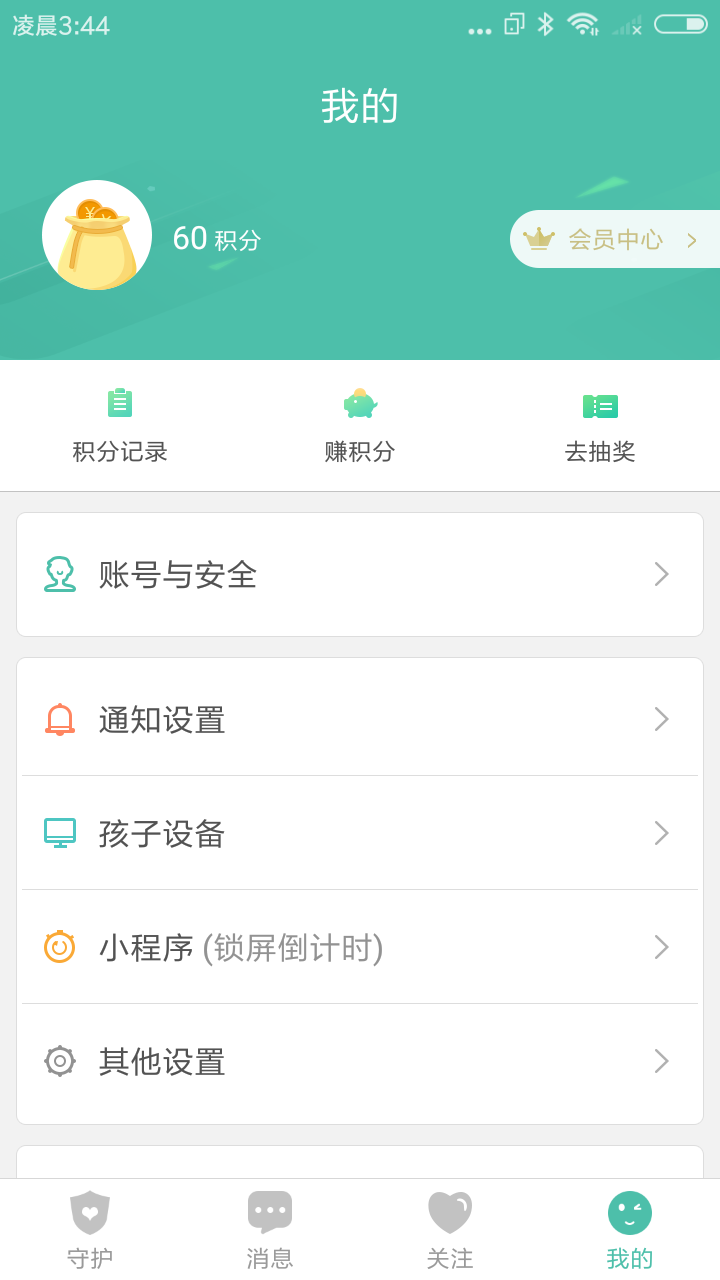 凌晨3:44
我的
60 积分
会员中心
积分记录
赚积分
去抽奖
账号与安全
通知设置
孩子设备
小程序 (锁屏倒计时)
其他设置
守护
消息
关注
我的